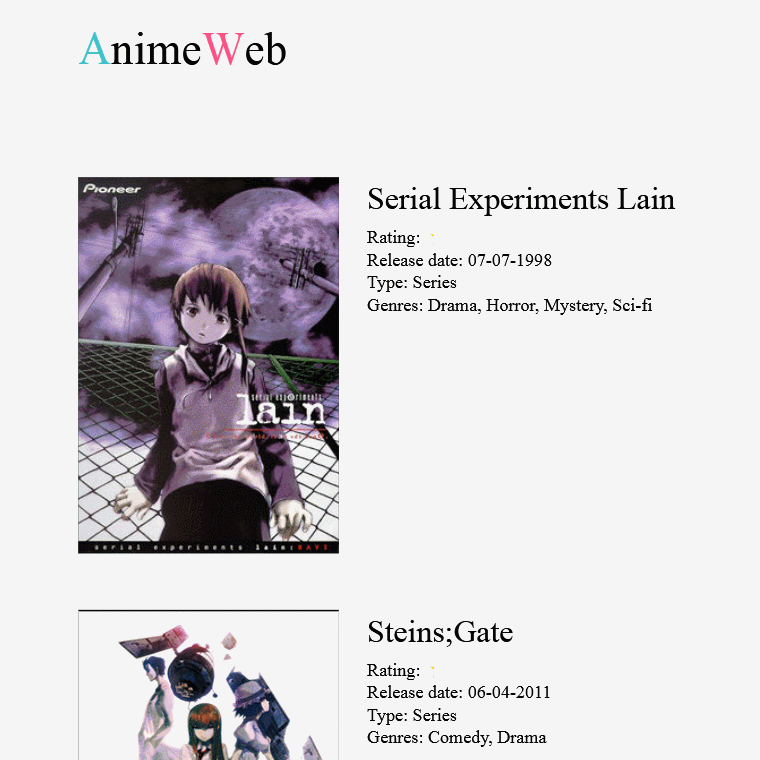 AnimeWeb
Pioneer
Serial Experiments Lain
Rating:
Release date: 07-07-1998
Type: Series
Genres: Drama, Horror, Mystery, Sci-fi
serial experiments
lain
serial experiments lain:NAVI
Steins;Gate
Rating:
Release date: 06-04-2011
Type: Series
Genres: Comedy, Drama